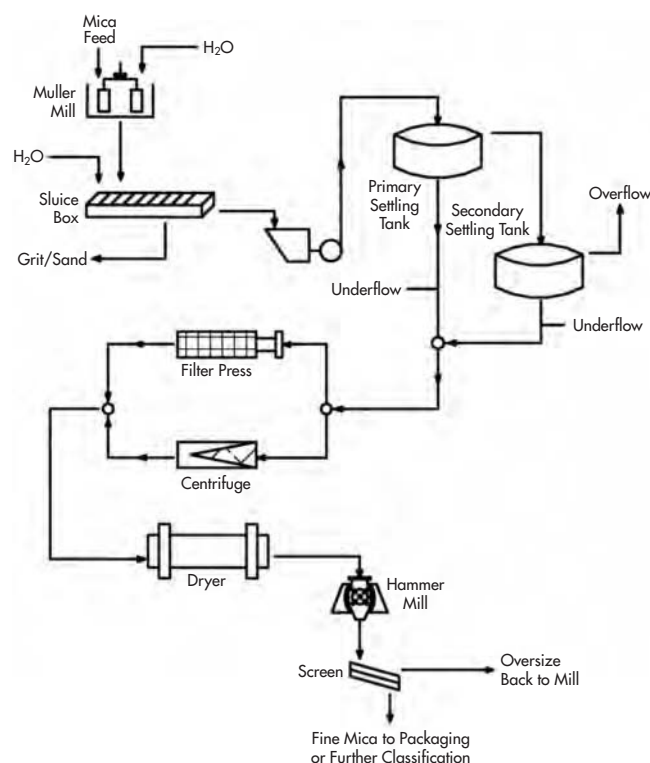 Mica
Feed
H₂O
Muller
Mill
H₂O
Sluice
Box
Grit/Sand
Primary
Settling
Tank
Secondary
Settling Tank
Overflow
Underflow
Underflow
Filter Press
Centrifuge
Dryer
Hammer
Mill
Screen
Oversize
Back to Mill
Fine Mica to Packaging
or Further Classification